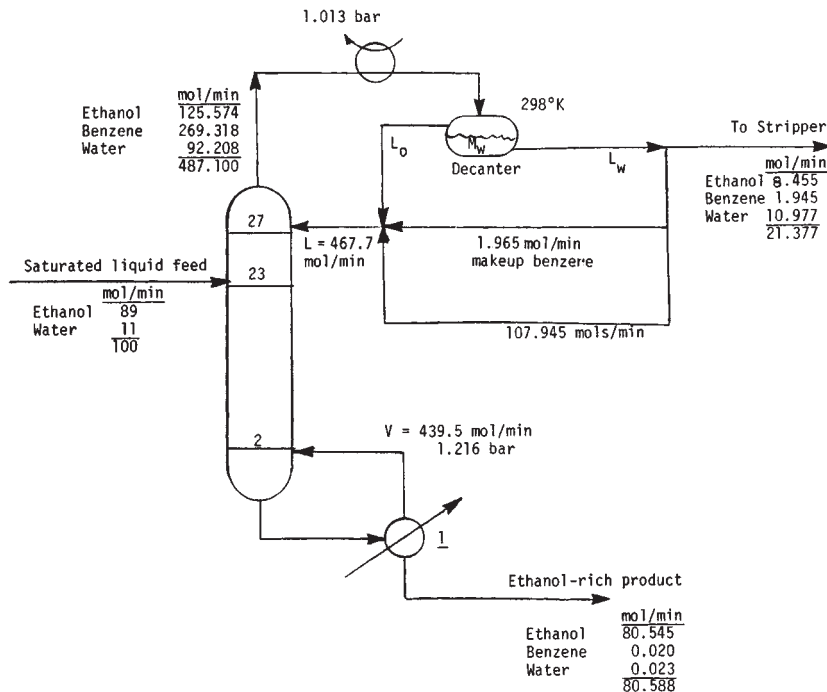 1.013 bar
mol/min
Ethanol 125.574
Benzene 269.318
Water 92.208
487.100
298°K
L₀
M_W
Decanter
L_W
To Stripper
mol/min
Ethanol 8.455
Benzene 1.945
Water 10.977
21.377
27
L = 467.7
mol/min
1.965 mol/min
makeup benzene
Saturated liquid feed
23
mol/min
Ethanol 89
Water 11
100
107.945 mols/min
2
V = 439.5 mol/min
1.216 bar
1
Ethanol-rich product
mol/min
Ethanol 80.545
Benzene 0.020
Water 0.023
80.588